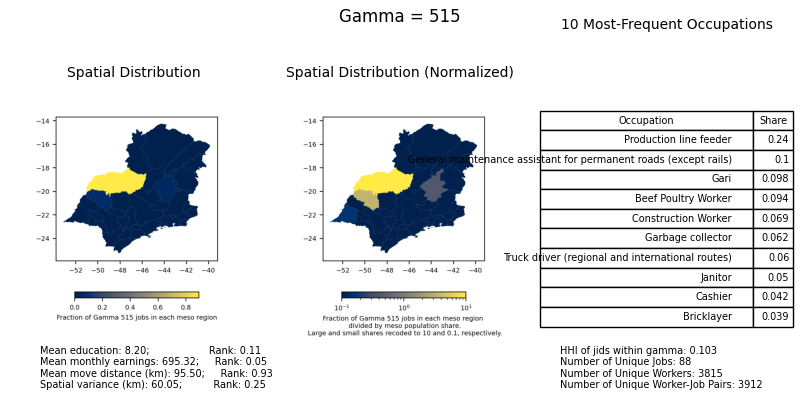 Gamma = 515
10 Most-Frequent Occupations
Spatial Distribution
Spatial Distribution (Normalized)
−14
−16
−18
−20
−22
−24
−52 −50 −48 −46 −44 −42 −40
0.0 0.2 0.4 0.6 0.8
Fraction of Gamma 515 jobs in each meso region
−14
−16
−18
−20
−22
−24
−52 −50 −48 −46 −44 −42 −40
10⁻¹ 10⁰ 10¹
Fraction of Gamma 515 jobs in each meso region
divided by meso population share.
Large and small shares recoded to 10 and 0.1, respectively.
Occupation Share
Production line feeder 0.24
General maintenance assistant for permanent roads (except rails) 0.1
Gari 0.098
Beef Poultry Worker 0.094
Construction Worker 0.069
Garbage collector 0.062
Truck driver (regional and international routes) 0.06
Janitor 0.05
Cashier 0.042
Bricklayer 0.039
Mean education: 8.20; Rank: 0.11
Mean monthly earnings: 695.32; Rank: 0.05
Mean move distance (km): 95.50; Rank: 0.93
Spatial variance (km): 60.05; Rank: 0.25
HHI of jids within gamma: 0.103
Number of Unique Jobs: 88
Number of Unique Workers: 3815
Number of Unique Worker-Job Pairs: 3912